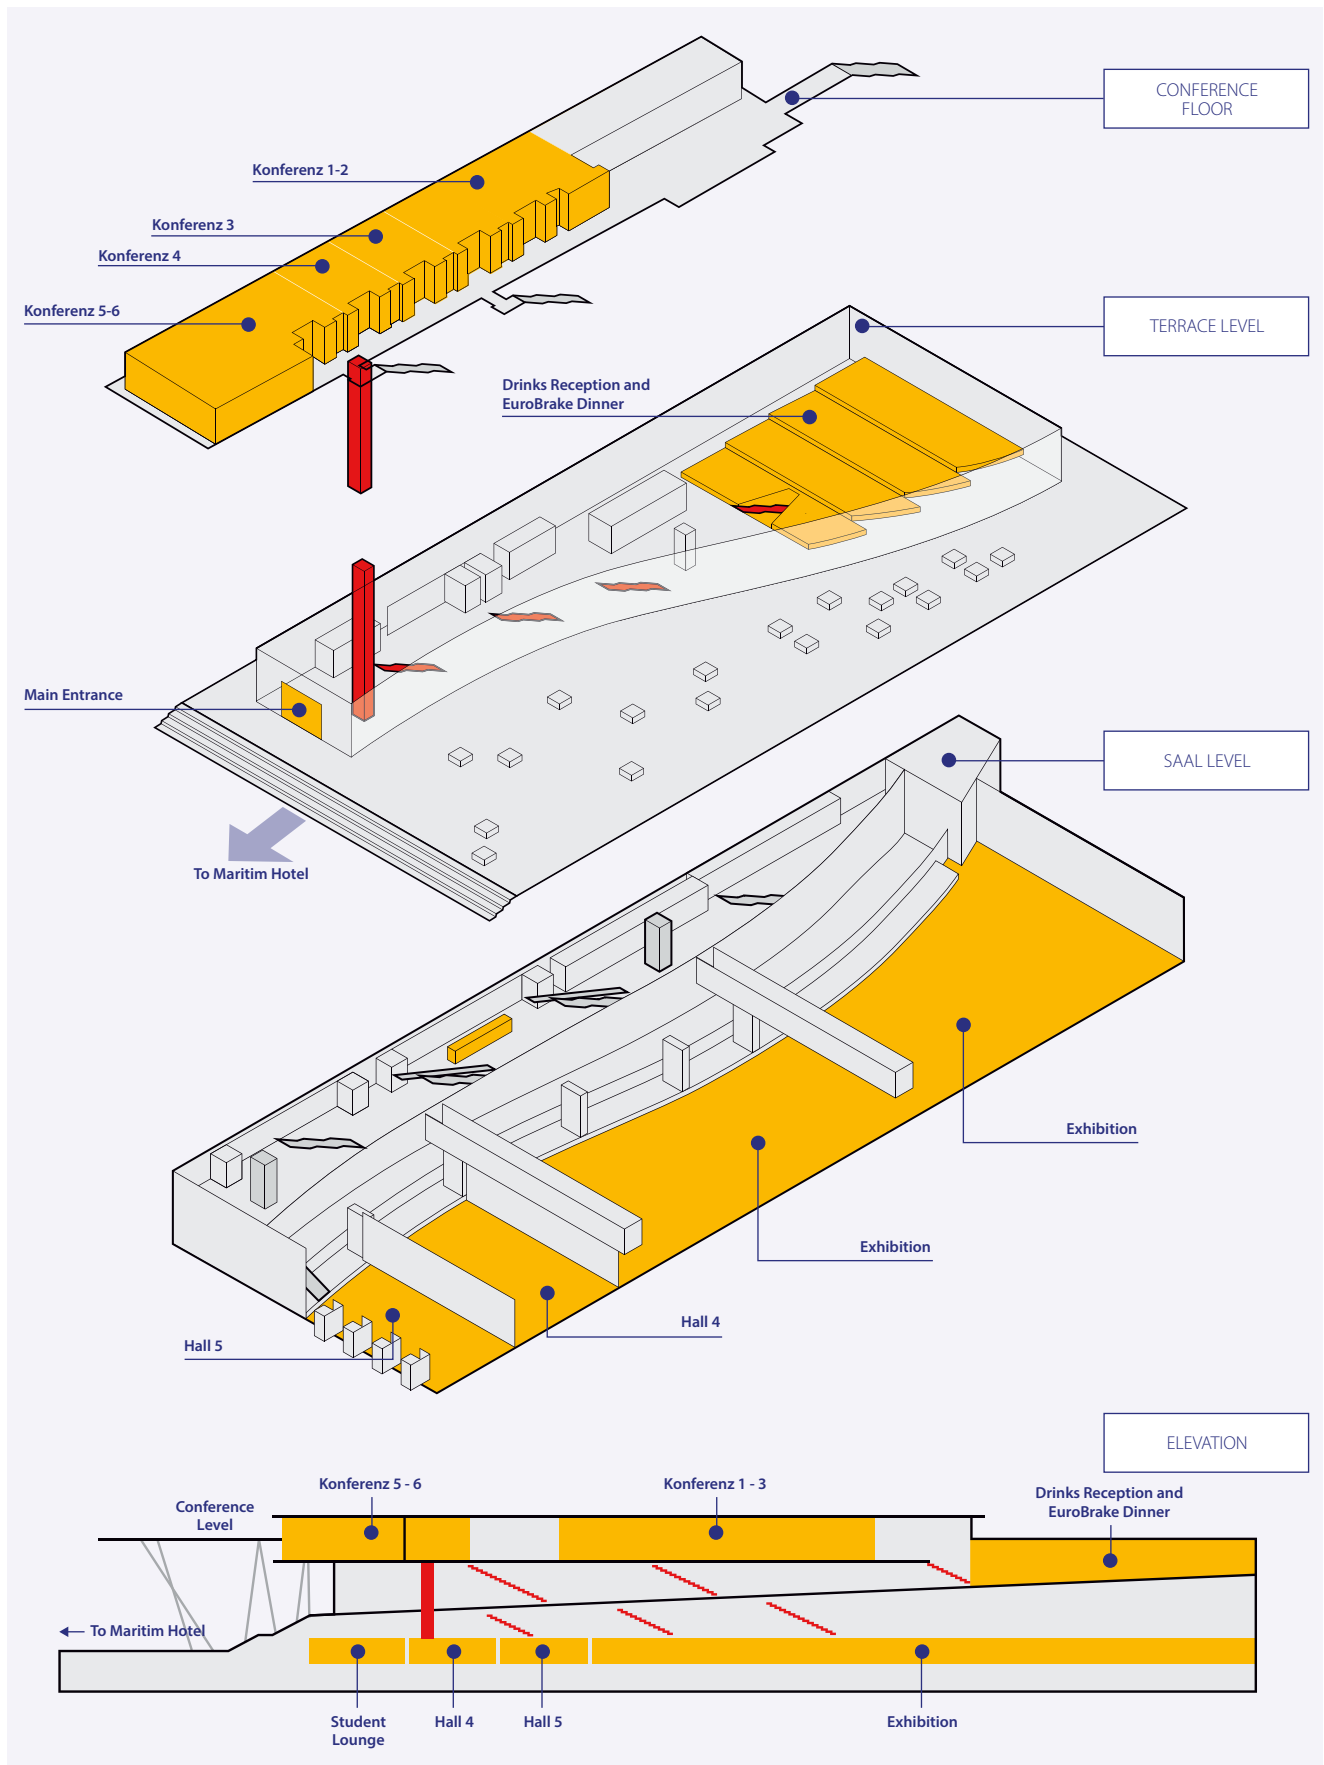 CONFERENCE
FLOOR
Konferenz 1-2
Konferenz 3
Konferenz 4
Konferenz 5-6
TERRACE LEVEL
Drinks Reception and
EuroBrake Dinner
Main Entrance
To Maritim Hotel
SAAL LEVEL
Exhibition
Exhibition
Hall 4
Hall 5
ELEVATION
Konferenz 5 - 6
Konferenz 1 - 3
Drinks Reception and
EuroBrake Dinner
Conference
Level
To Maritim Hotel
Student
Lounge
Hall 4
Hall 5
Exhibition